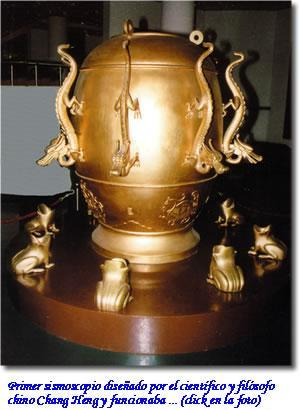 Primer sismoscopio diseñado por el científico y filósofo
chino Chang Heng y funcionaba ... (click en la foto)